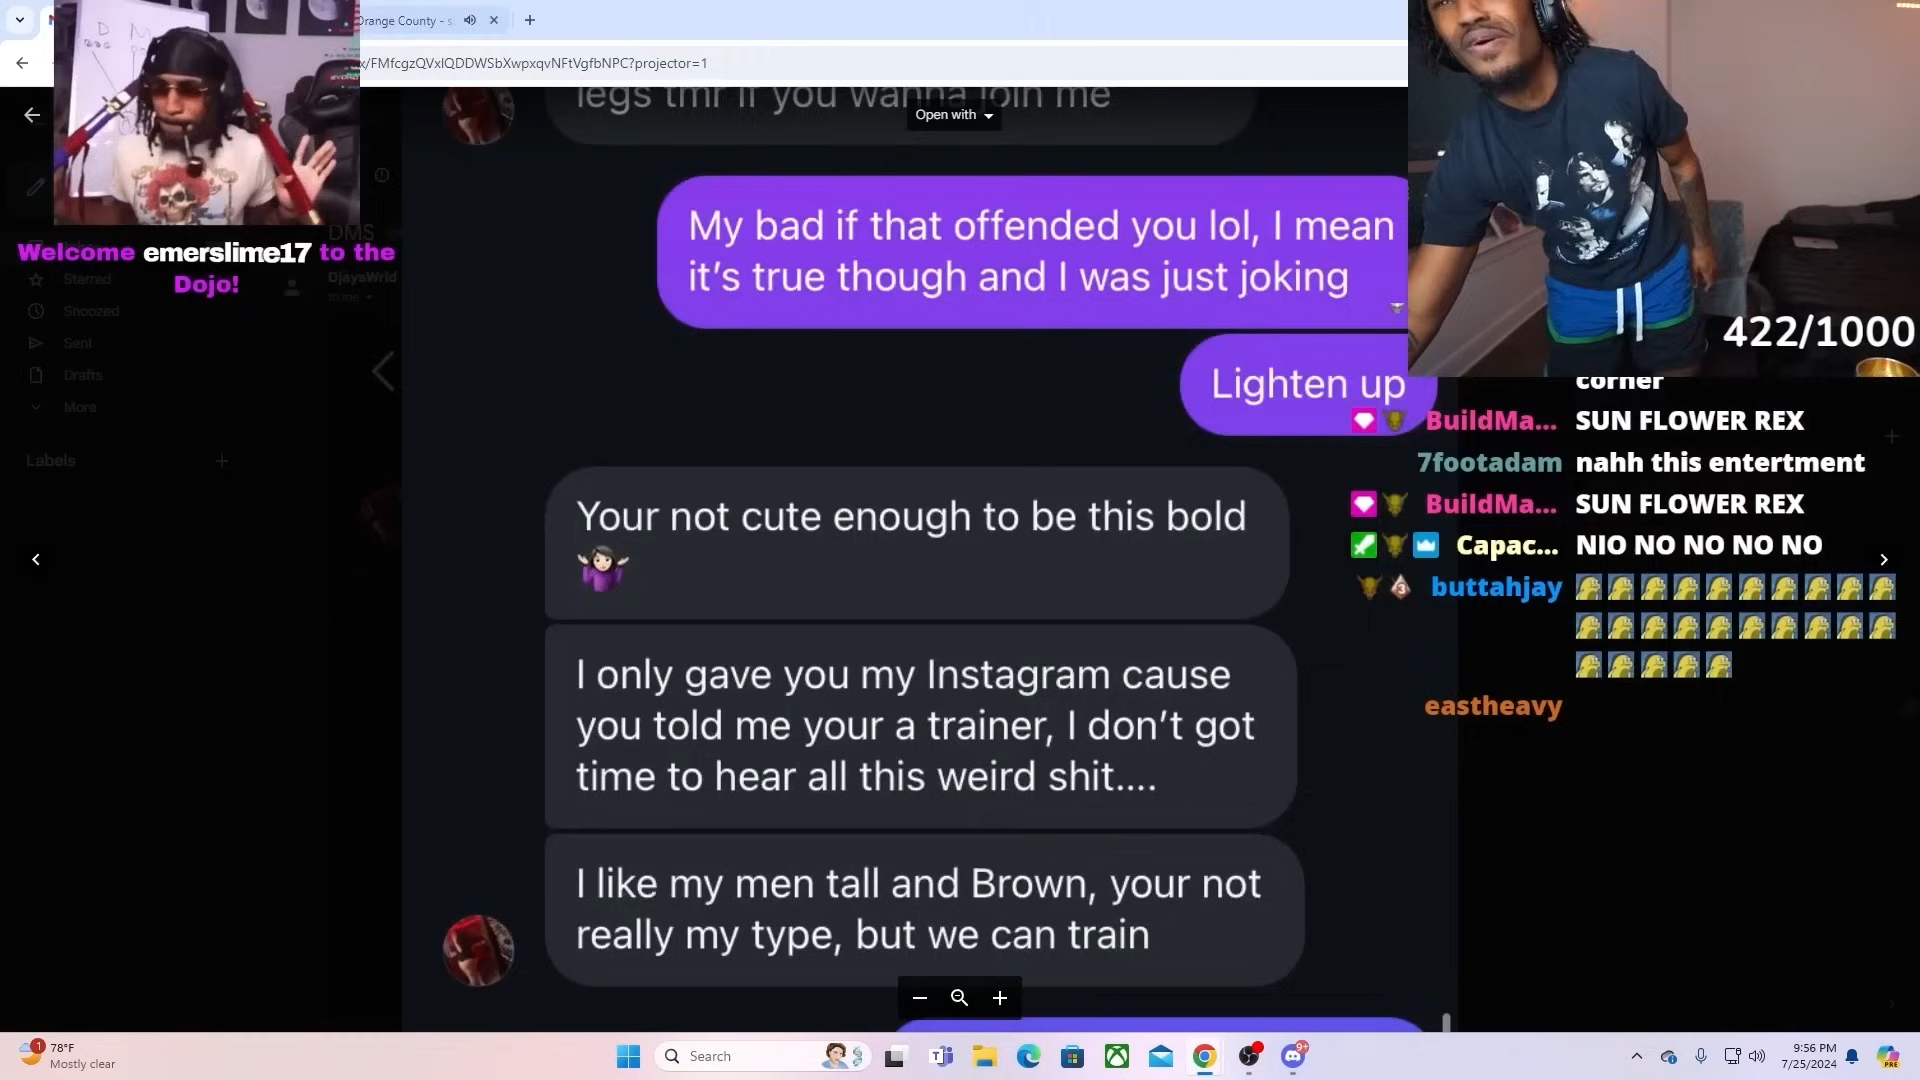 Orange County - s
x/FMfcgzQVxlQDDWSbXwpxqvNFtVgfbNPC?projector=1
legs tmr if you wanna join me
Open with
My bad if that offended you lol, I mean
it's true though and I was just joking
Lighten up
Your not cute enough to be this bold
I only gave you my Instagram cause
you told me your a trainer, I don't got
time to hear all this weird shit....
I like my men tall and Brown, your not
really my type, but we can train
Welcome emerslime17 to the
Dojo!
DMS
Starred
DjaysWrld
Snoozed
Sent
Drafts
More
Labels
422/1000
corner
BuildMa... SUN FLOWER REX
7footadam nahh this entertment
BuildMa... SUN FLOWER REX
Capac... NIO NO NO NO NO
buttahjay
eastheavy
78°F
Mostly clear
Search
9:56 PM
7/25/2024